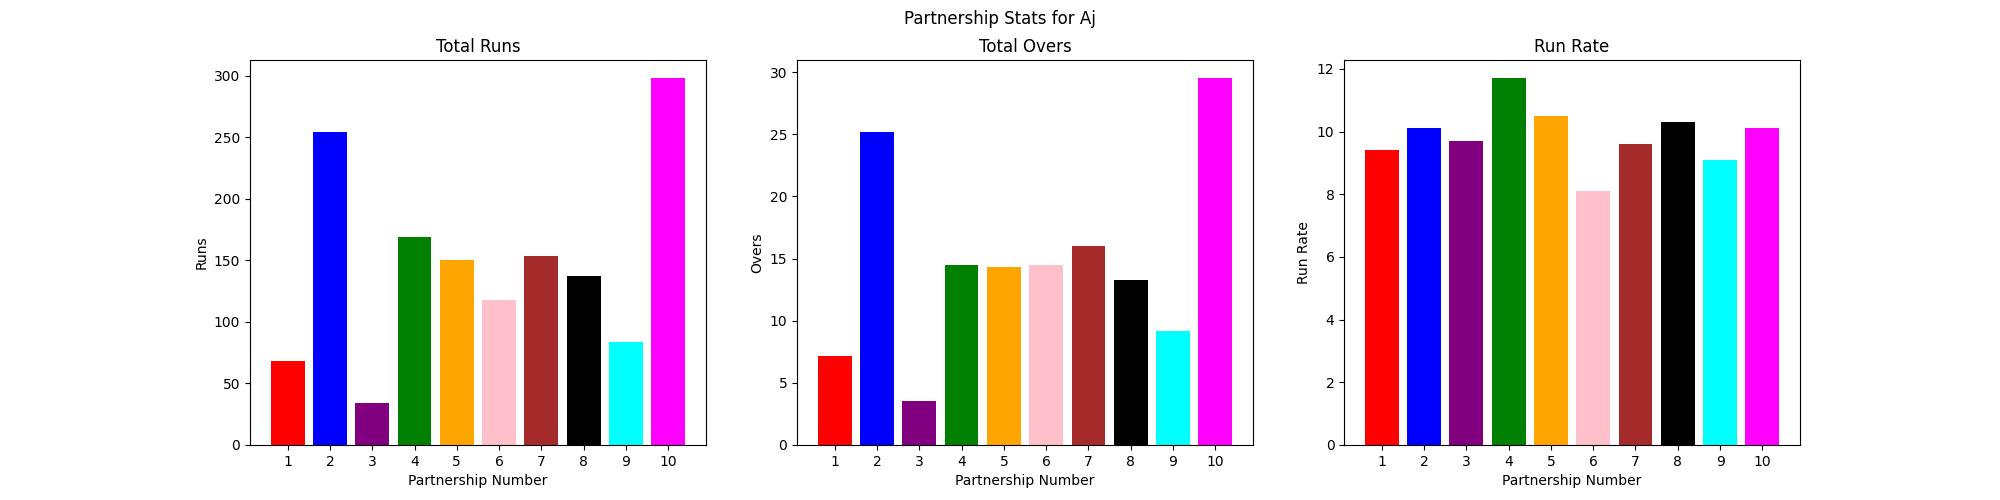 Partnership Stats for Aj
Total Runs
Runs
300
250
200
150
100
50
0
1 2 3 4 5 6 7 8 9 10
Partnership Number
Total Overs
Overs
30
25
20
15
10
5
0
1 2 3 4 5 6 7 8 9 10
Partnership Number
Run Rate
Run Rate
12
10
8
6
4
2
0
1 2 3 4 5 6 7 8 9 10
Partnership Number